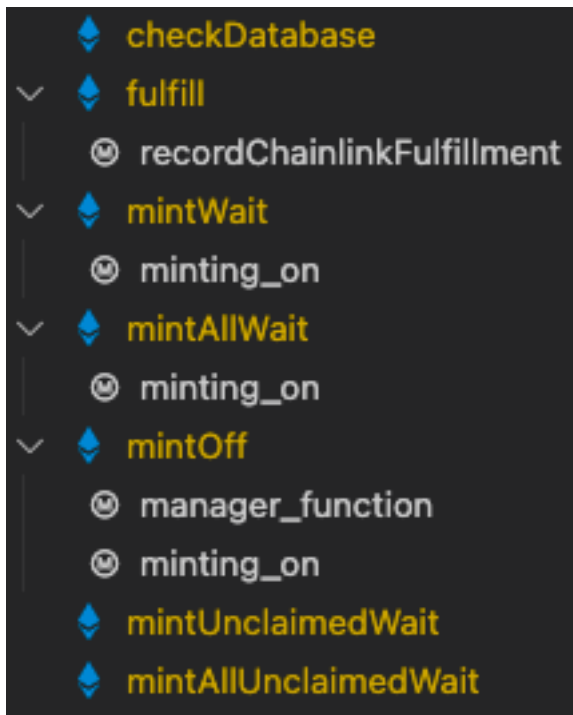 checkDatabase
fulfill
recordChainlinkFulfillment
mintWait
minting_on
mintAllWait
minting_on
mintOff
manager_function
minting_on
mintUnclaimedWait
mintAllUnclaimedWait